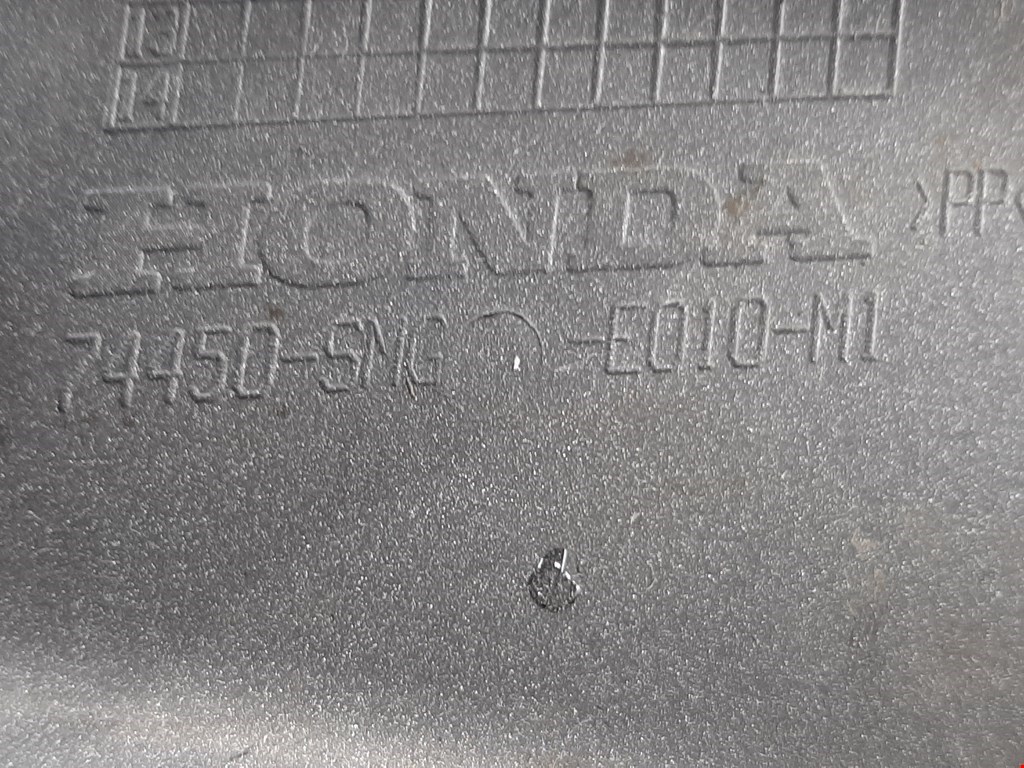 13
14
HONDA
>PP<
74450-SMG -E010-M1